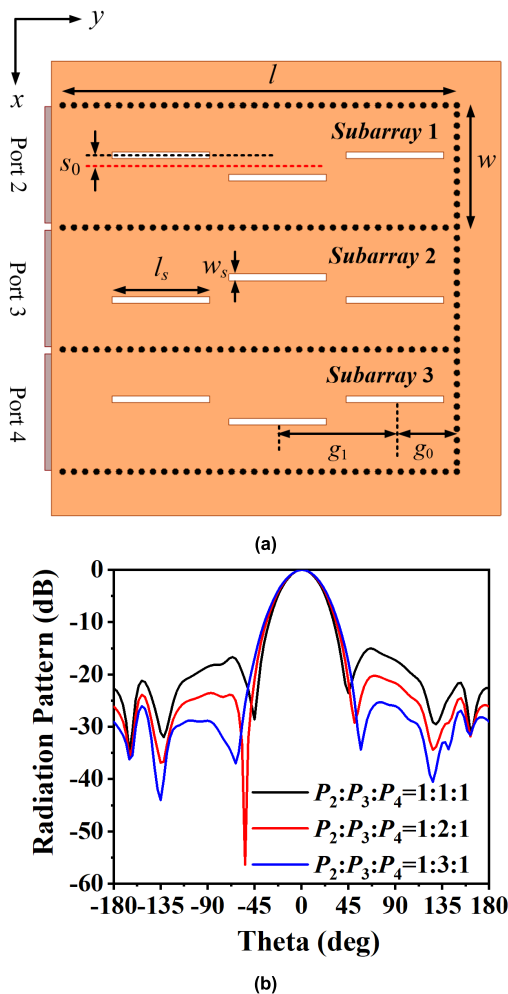 y
x
l
Subarray 1
Port 2
s0
w
Subarray 2
ls
ws
Port 3
Subarray 3
Port 4
g1
g0
(a)
Radiation Pattern (dB)
0
-10
-20
-30
-40
-50
-60
P2:P3:P4=1:1:1
P2:P3:P4=1:2:1
P2:P3:P4=1:3:1
-180 -135 -90 -45 0 45 90 135 180
Theta (deg)
(b)